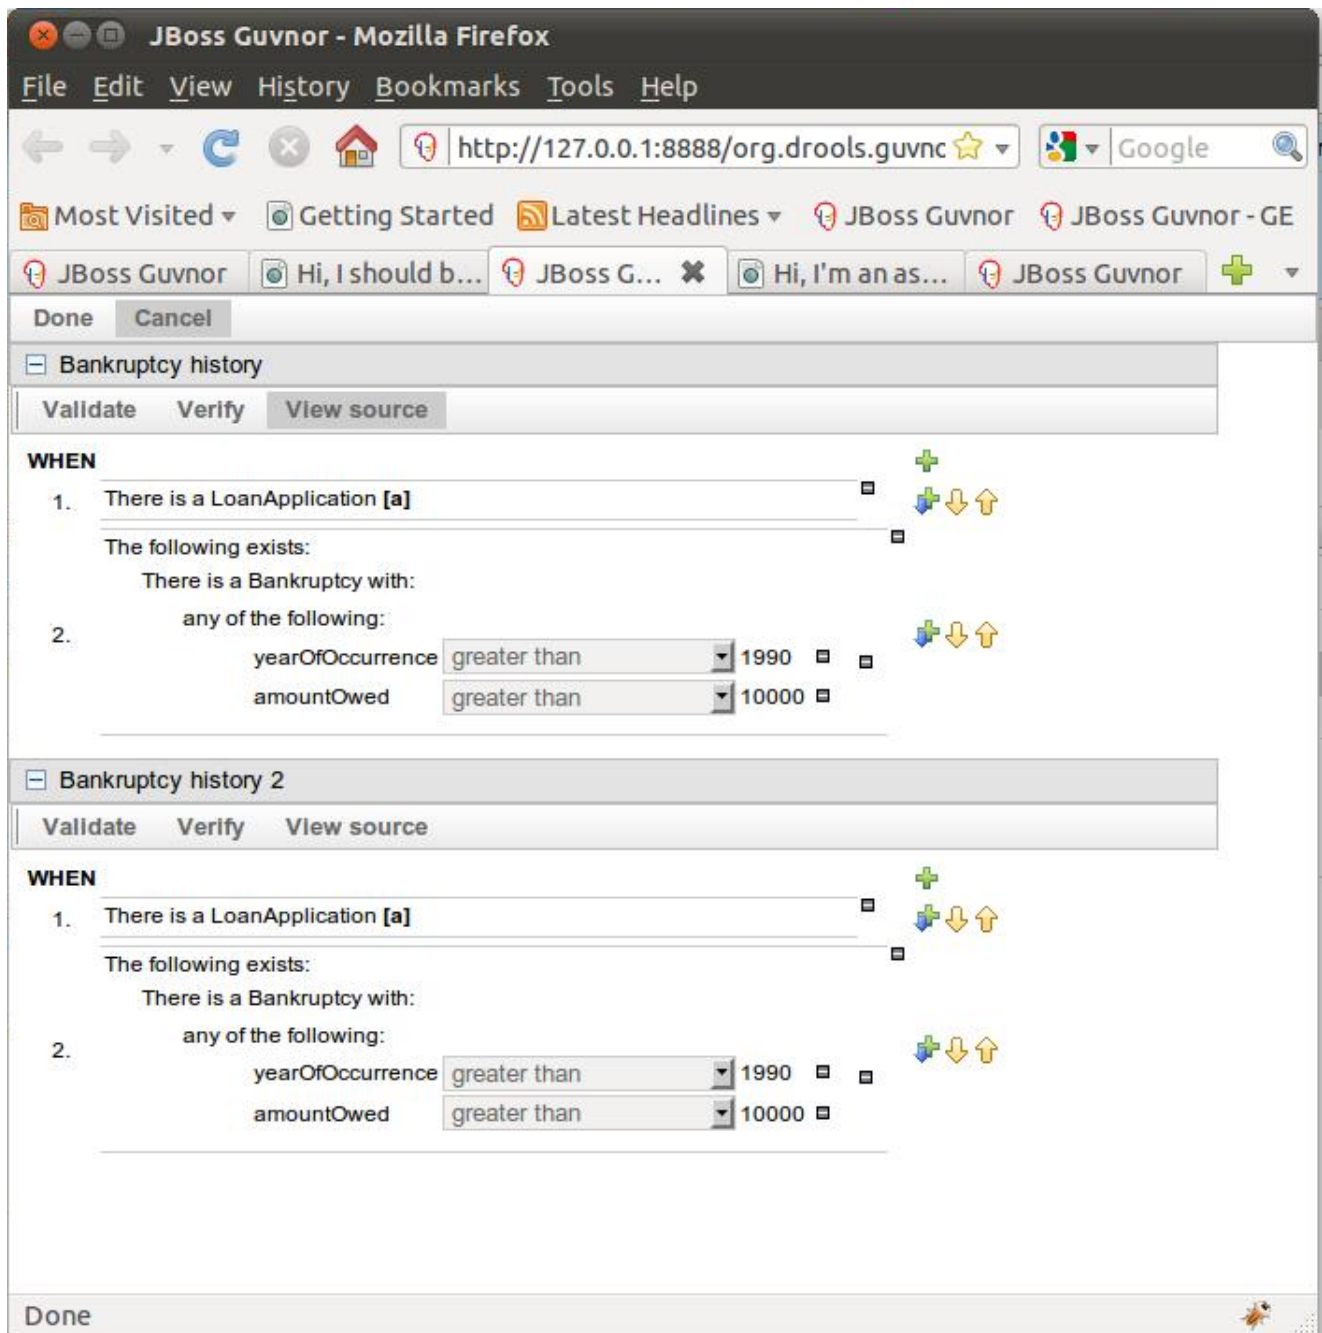 JBoss Guvnor - Mozilla Firefox
File Edit View History Bookmarks Tools Help
http://127.0.0.1:8888/org.drools.guvnc Google
Most Visited Getting Started Latest Headlines JBoss Guvnor JBoss Guvnor - GE
JBoss Guvnor Hi, I should b... JBoss G... Hi, I'm an as... JBoss Guvnor
Done Cancel
Bankruptcy history
Validate Verify View source
WHEN
1. There is a LoanApplication [a]
The following exists:
There is a Bankruptcy with:
any of the following:
2.
yearOfOccurrence greater than 1990
amountOwed greater than 10000
Bankruptcy history 2
Validate Verify View source
WHEN
1. There is a LoanApplication [a]
The following exists:
There is a Bankruptcy with:
any of the following:
2.
yearOfOccurrence greater than 1990
amountOwed greater than 10000
Done